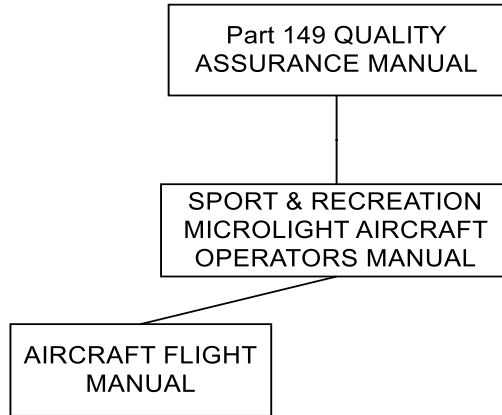 Part 149 QUALITY
ASSURANCE MANUAL
SPORT & RECREATION
MICROLIGHT AIRCRAFT
OPERATORS MANUAL
AIRCRAFT FLIGHT
MANUAL